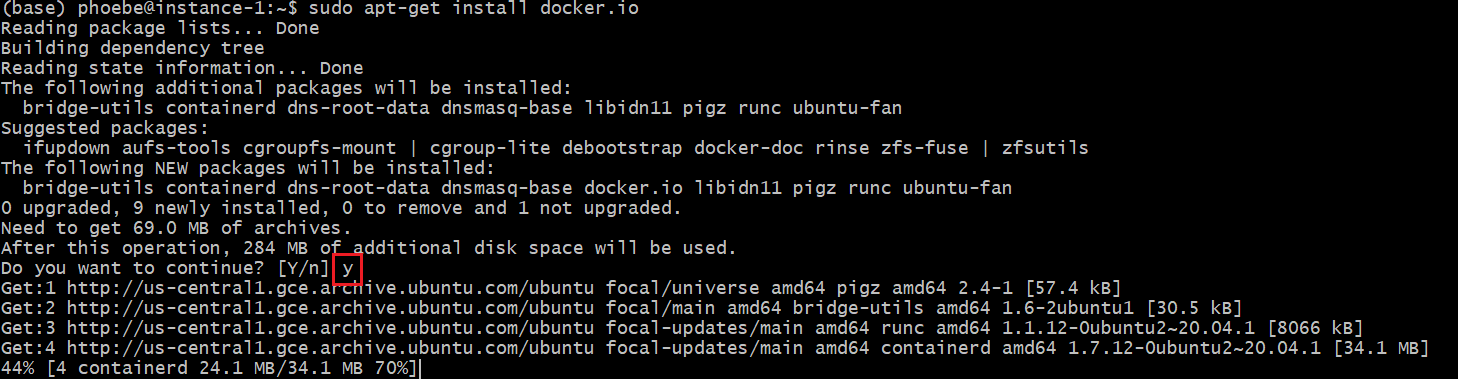 (base) phoebe@instance-1:~$ sudo apt-get install docker.io
Reading package lists... Done
Building dependency tree
Reading state information... Done
The following additional packages will be installed:
  bridge-utils containerd dns-root-data dnsmasq-base libidn11 pigz runc ubuntu-fan
Suggested packages:
  ifupdown aufs-tools cgroupfs-mount | cgroup-lite debootstrap docker-doc rinse zfs-fuse | zfsutils
The following NEW packages will be installed:
  bridge-utils containerd dns-root-data dnsmasq-base docker.io libidn11 pigz runc ubuntu-fan
0 upgraded, 9 newly installed, 0 to remove and 1 not upgraded.
Need to get 69.0 MB of archives.
After this operation, 284 MB of additional disk space will be used.
Do you want to continue? [Y/n] y
Get:1 http://us-central1.gce.archive.ubuntu.com/ubuntu focal/universe amd64 pigz amd64 2.4-1 [57.4 kB]
Get:2 http://us-central1.gce.archive.ubuntu.com/ubuntu focal/main amd64 bridge-utils amd64 1.6-2ubuntu1 [30.5 kB]
Get:3 http://us-central1.gce.archive.ubuntu.com/ubuntu focal-updates/main amd64 runc amd64 1.1.12-0ubuntu2~20.04.1 [8066 kB]
Get:4 http://us-central1.gce.archive.ubuntu.com/ubuntu focal-updates/main amd64 containerd amd64 1.7.12-0ubuntu2~20.04.1 [34.1 MB]
44% [4 containerd 24.1 MB/34.1 MB 70%]